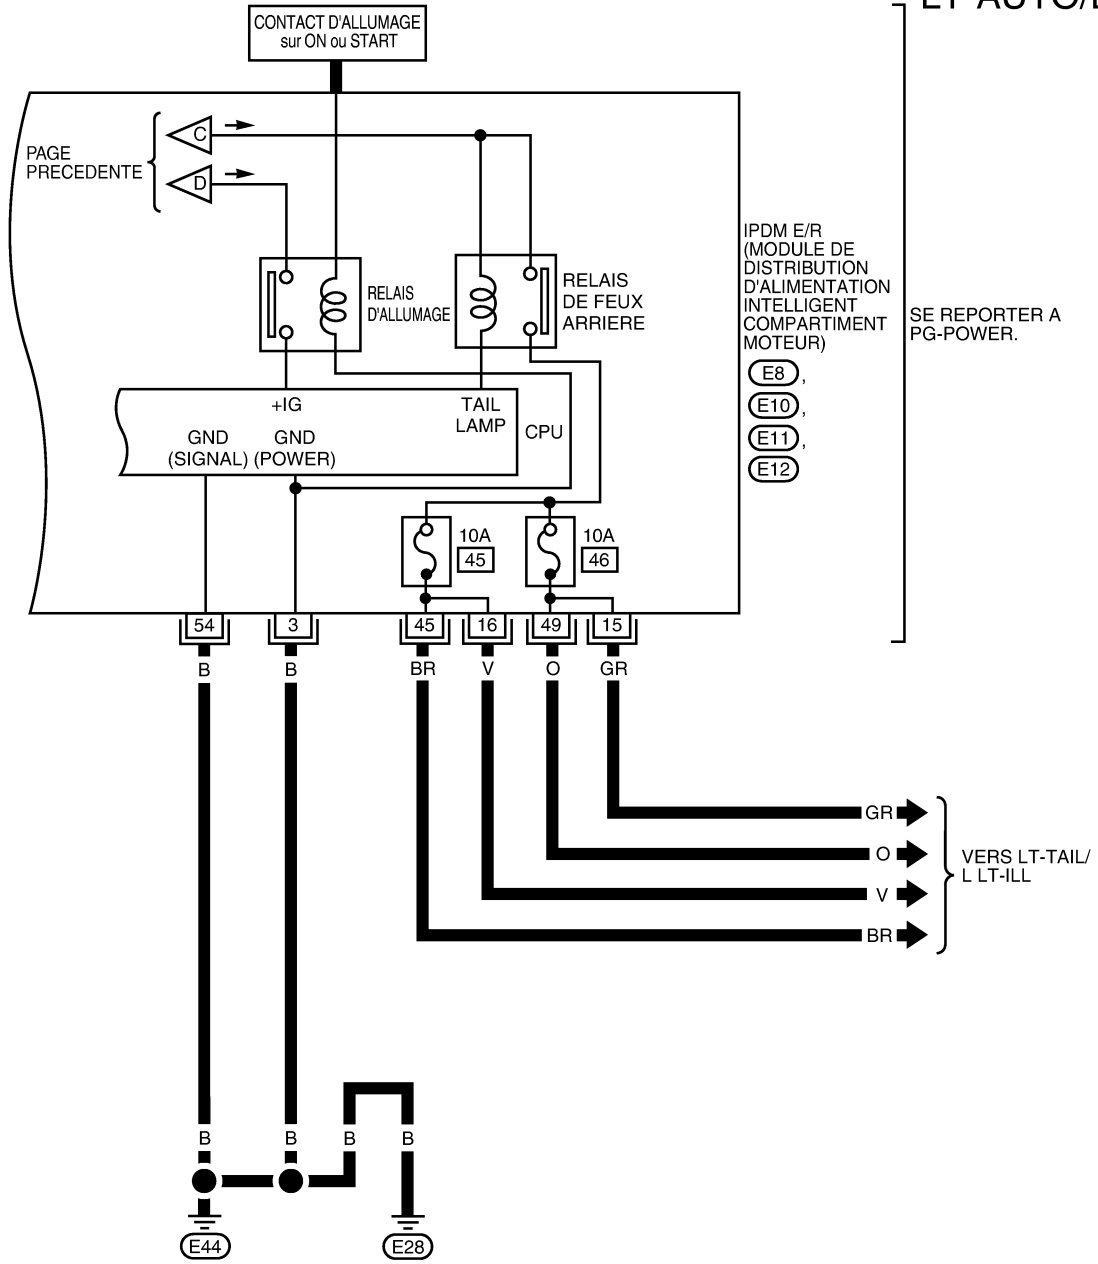 LT-AUTO/L
CONTACT D'ALLUMAGE
sur ON ou START
PAGE
PRECEDENTE
C
D
RELAIS
D'ALLUMAGE
RELAIS
DE FEUX
ARRIERE
IPDM E/R
(MODULE DE
DISTRIBUTION
D'ALIMENTATION
INTELLIGENT
COMPARTIMENT
MOTEUR)
E8,
E10,
E11,
E12
SE REPORTER A
PG-POWER.
+IG
TAIL
LAMP
GND
(SIGNAL)
GND
(POWER)
CPU
10A
45
10A
46
54
3
45
16
49
15
B
B
BR
V
O
GR
GR
O
V
BR
VERS LT-TAIL/
L LT-ILL
B
B
B
B
E44
E28